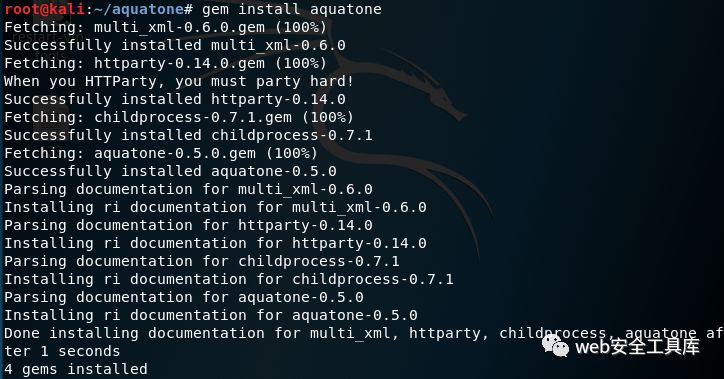 root@kali:~/aquatone# gem install aquatone
Fetching: multi_xml-0.6.0.gem (100%)
Successfully installed multi_xml-0.6.0
Fetching: httparty-0.14.0.gem (100%)
When you HTTParty, you must party hard!
Successfully installed httparty-0.14.0
Fetching: childprocess-0.7.1.gem (100%)
Successfully installed childprocess-0.7.1
Fetching: aquatone-0.5.0.gem (100%)
Successfully installed aquatone-0.5.0
Parsing documentation for multi_xml-0.6.0
Installing ri documentation for multi_xml-0.6.0
Parsing documentation for httparty-0.14.0
Installing ri documentation for httparty-0.14.0
Parsing documentation for childprocess-0.7.1
Installing ri documentation for childprocess-0.7.1
Parsing documentation for aquatone-0.5.0
Installing ri documentation for aquatone-0.5.0
Done installing documentation for multi_xml, httparty, childprocess, aquatone af
ter 1 seconds
4 gems installed
web安全工具库